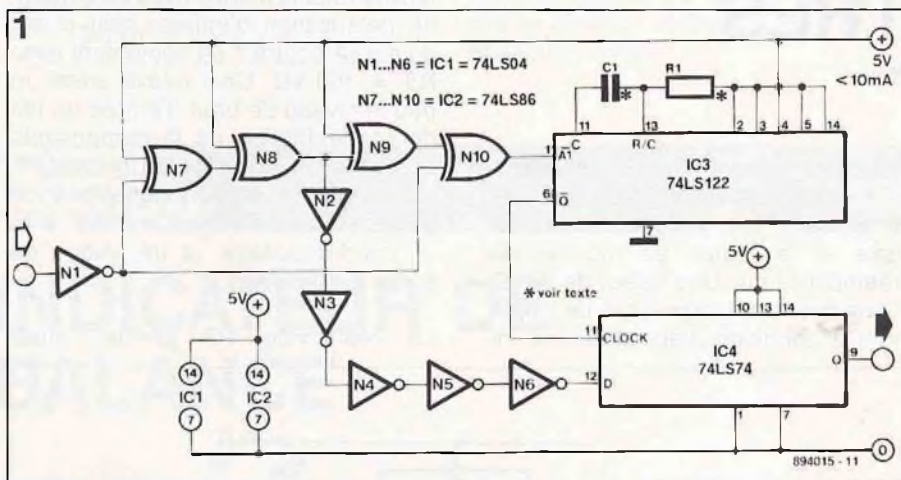 1
N1...N6 = IC1 = 74LS04
N7...N10 = IC2 = 74LS86
C1
R1
*
*
+
5V
< 10mA
11
C
13
R/C
2
3
4
5
14
N7
N8
N9
N10
1
A1
6
Q
IC3
74LS122
7
N1
N2
N3
5V
+
* voir texte
5V
+
10
13
14
11
CLOCK
IC4
74LS74
Q
9
12
D
N4
N5
N6
14
14
IC1
IC2
7
7
1
7
0
894015 - 11